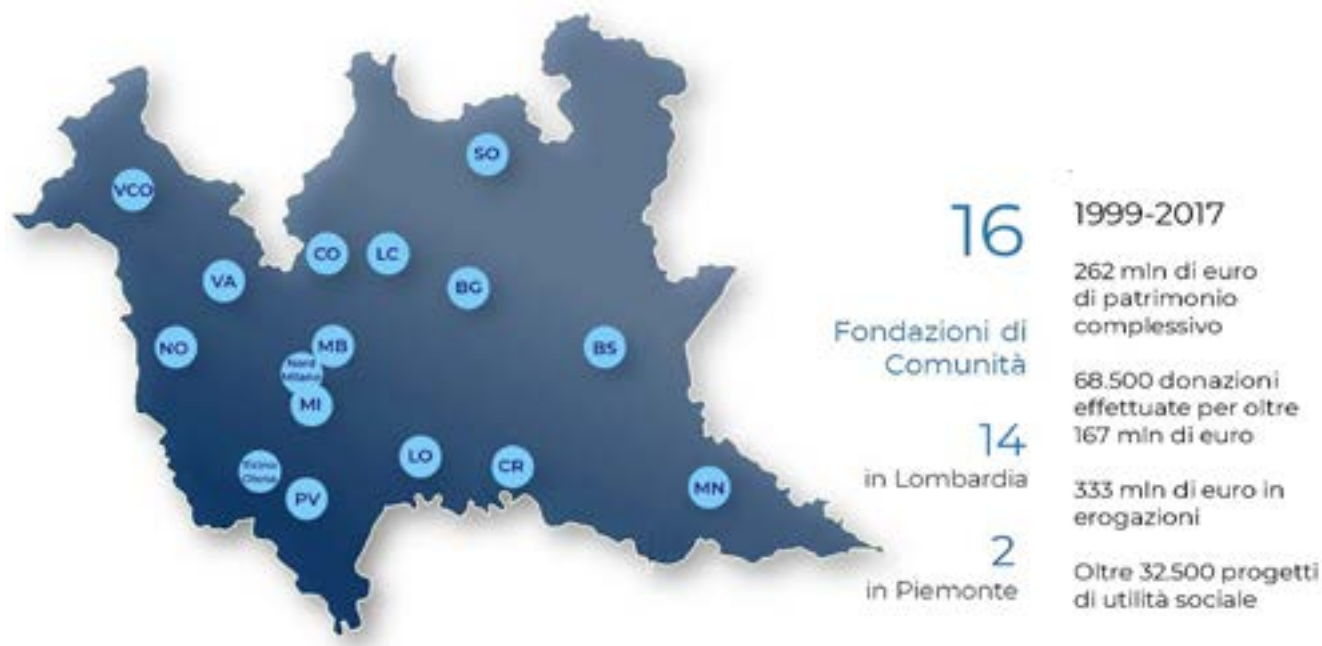 SO
VCO
CO
LC
VA
BG
NO
MB
BS
Nord
Milano
MI
LO
CR
Ticino
Olona
PV
MN
16
Fondazioni di
Comunità
14
in Lombardia
2
in Piemonte
1999-2017
262 mln di euro
di patrimonio
complessivo
68.500 donazioni
effettuate per oltre
167 mln di euro
333 mln di euro in
erogazioni
Oltre 32.500 progetti
di utilità sociale